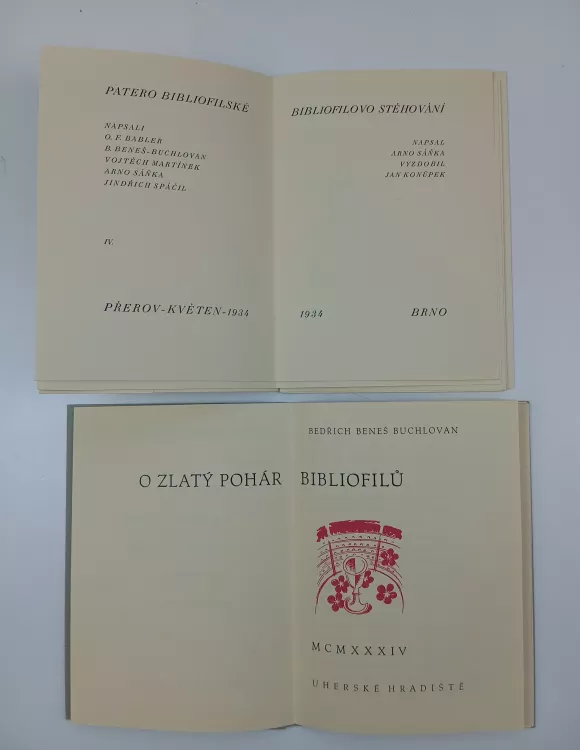 PATERO BIBLIOFILSKÉ
NAPSALI
O. F. BABLER
B. BENEŠ-BUCHLOVAN
VOJTĚCH MARTÍNEK
ARNO SÁŇKA
JINDŘICH SPÁČIL
IV.
PŘEROV-KVĚTEN-1934
BIBLIOFILOVO STĚHOVÁNÍ
NAPSAL
ARNO SÁŇKA
VYZDOBIL
JAN KONŮPEK
1934 BRNO
BEDŘICH BENEŠ BUCHLOVAN
O ZLATÝ POHÁR BIBLIOFILŮ
MCMXXXIV
UHERSKÉ HRADIŠTĚ